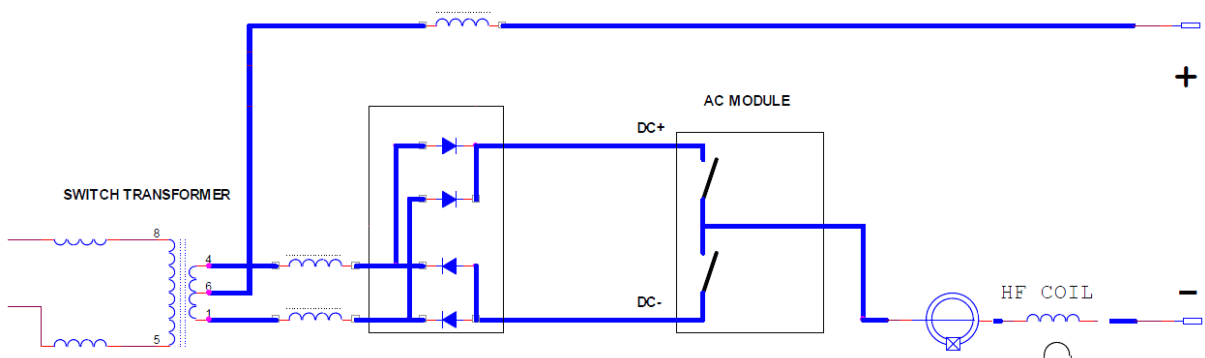 +
AC MODULE
DC+
SWITCH TRANSFORMER
8
4
6
1
5
DC-
HF COIL
-